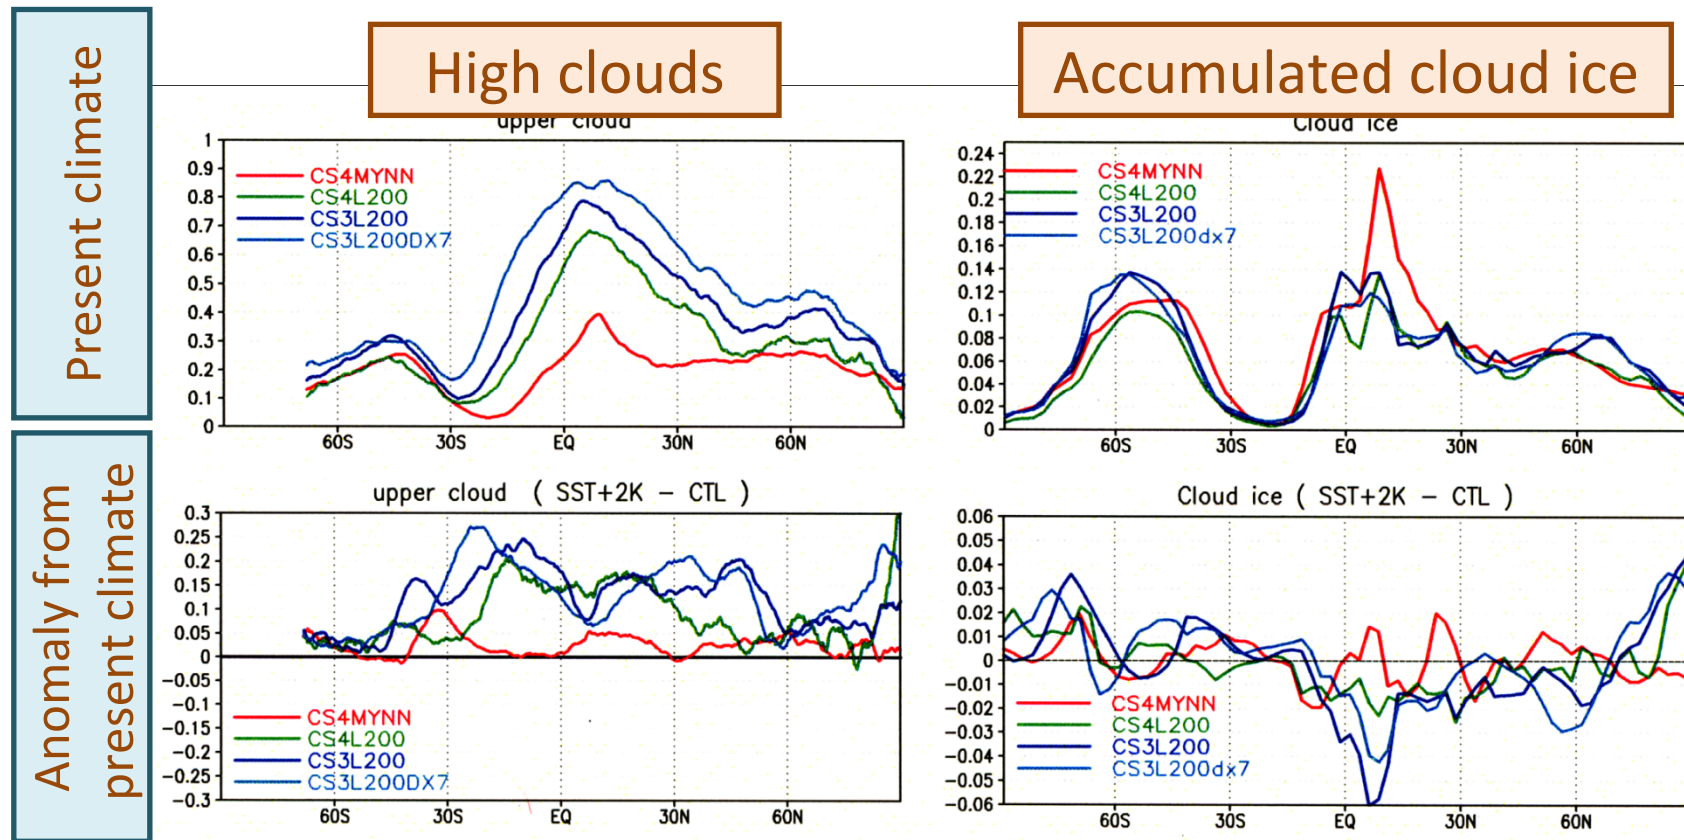 Present climate
High clouds
Accumulated cloud ice
upper cloud
1
0.9
0.8
0.7
0.6
0.5
0.4
0.3
0.2
0.1
0
CS4MYNN
CS4L200
CS3L200
CS3L200DX7
60S 30S EQ 30N 60N
Cloud ice
0.24
0.22
0.2
0.18
0.16
0.14
0.12
0.1
0.08
0.06
0.04
0.02
0
CS4MYNN
CS4L200
CS3L200
CS3L200dx7
60S 30S EQ 30N 60N
Anomaly from
present climate
upper cloud ( SST+2K − CTL )
0.3
0.25
0.2
0.15
0.1
0.05
0
−0.05
−0.1
−0.15
−0.2
−0.25
−0.3
CS4MYNN
CS4L200
CS3L200
CS3L200DX7
60S 30S EQ 30N 60N
Cloud ice ( SST+2K − CTL )
0.06
0.05
0.04
0.03
0.02
0.01
0
−0.01
−0.02
−0.03
−0.04
−0.05
−0.06
CS4MYNN
CS4L200
CS3L200
CS3L200dx7
60S 30S EQ 30N 60N